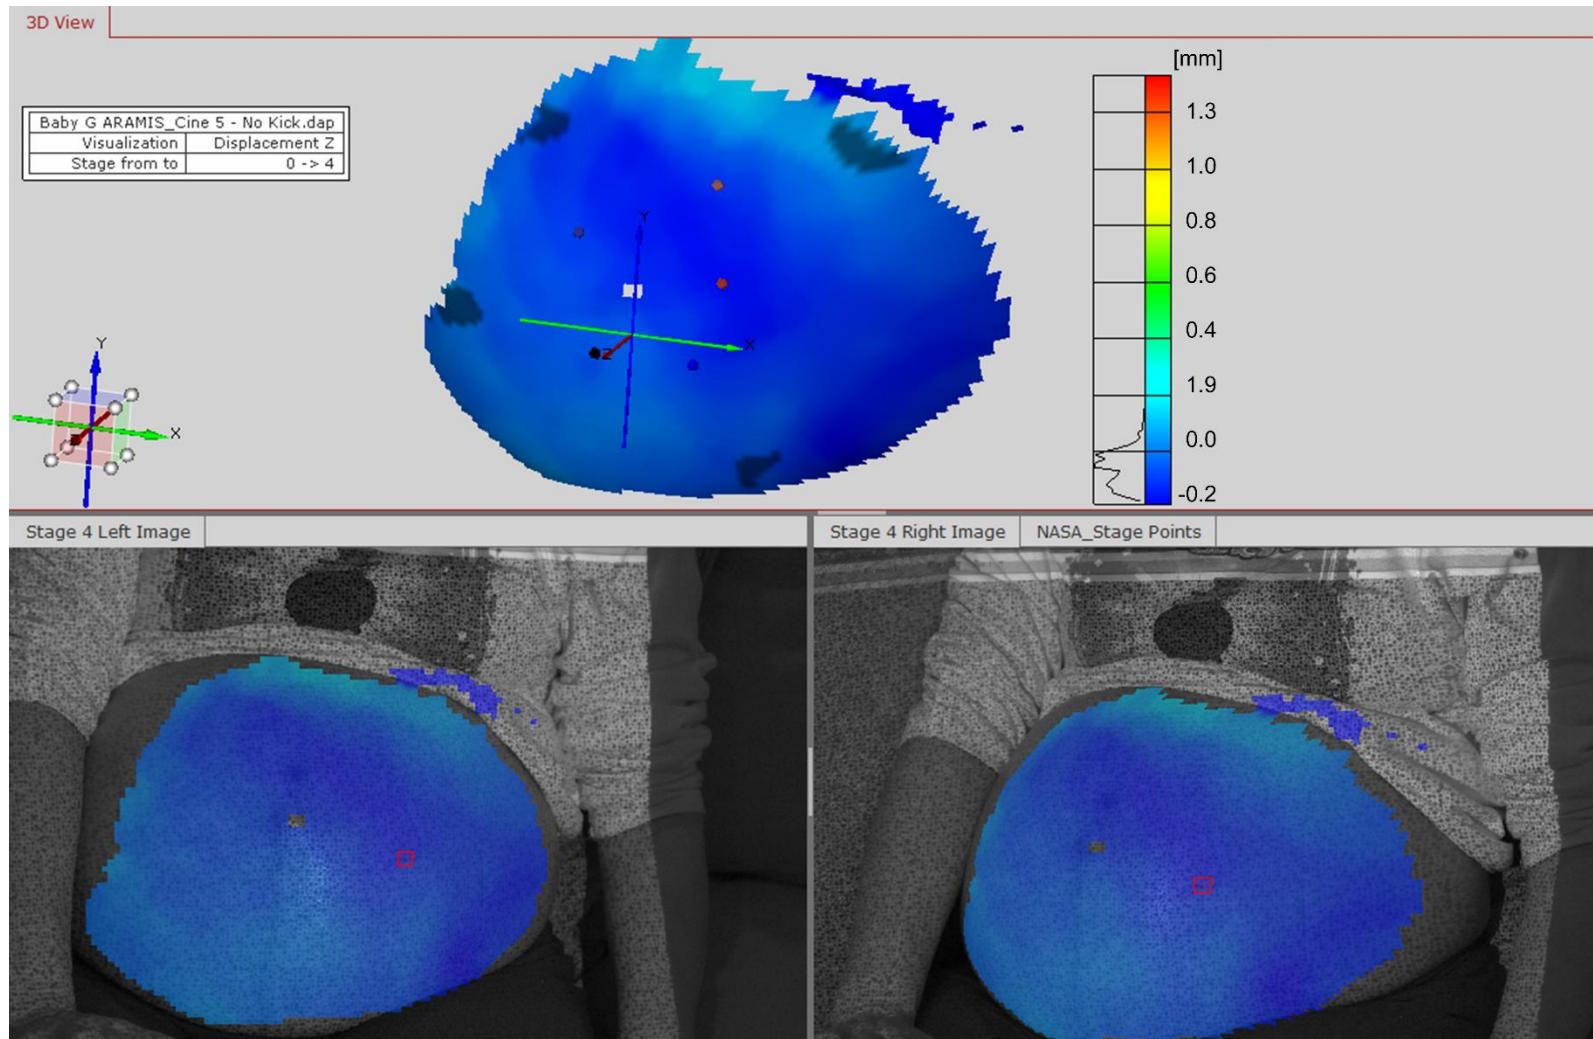 3D View
[mm]
Baby G ARAMIS_Cine 5 - No Kick.dap
Visualization Displacement Z
Stage from to 0 -> 4
1.3
1.0
0.8
0.6
0.4
1.9
0.0
-0.2
Y
X
Z
Y
X
Z
Stage 4 Left Image
Stage 4 Right Image NASA_Stage Points